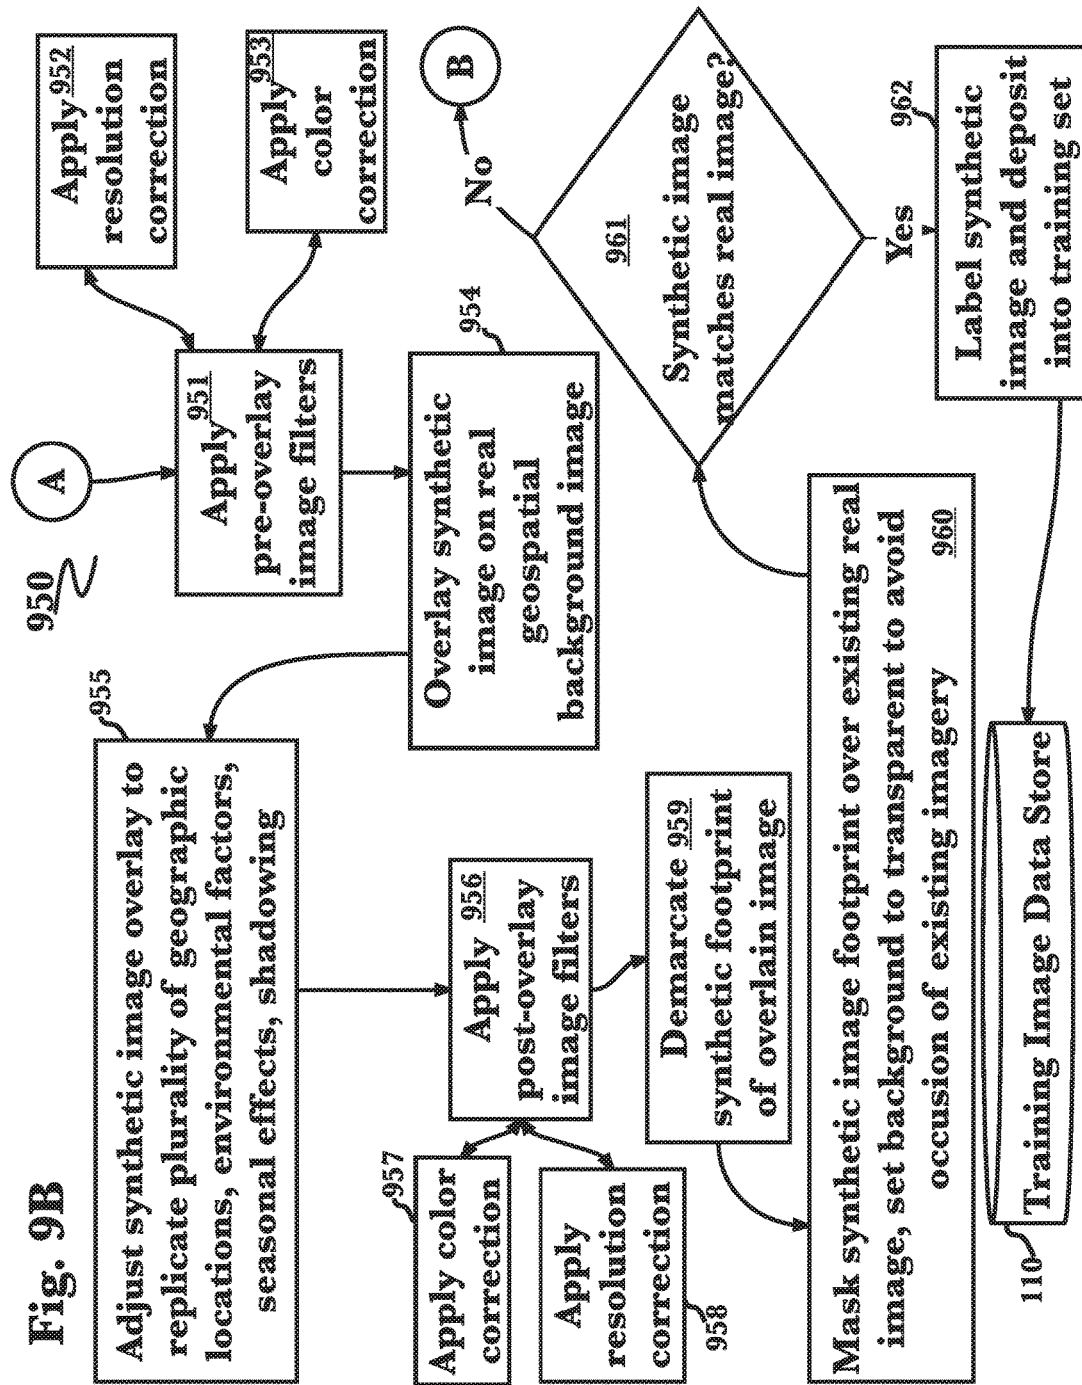 Fig. 9B
950
A
Apply 951
pre-overlay
image filters
Apply 952
resolution
correction
Apply 953
color
correction
954
Overlay synthetic
image on real
geospatial
background image
955
Adjust synthetic image overlay to
replicate plurality of geographic
locations, environmental factors,
seasonal effects, shadowing
Apply 956
post-overlay
image filters
957
Apply color
correction
Apply
resolution
correction
958
Demarcate 959
synthetic footprint
of overlain image
Mask synthetic image footprint over existing real
image, set background to transparent to avoid
occusion of existing imagery 960
961
Synthetic image
matches real image?
No
B
Yes
962
Label synthetic
image and deposit
into training set
Training Image Data Store
110